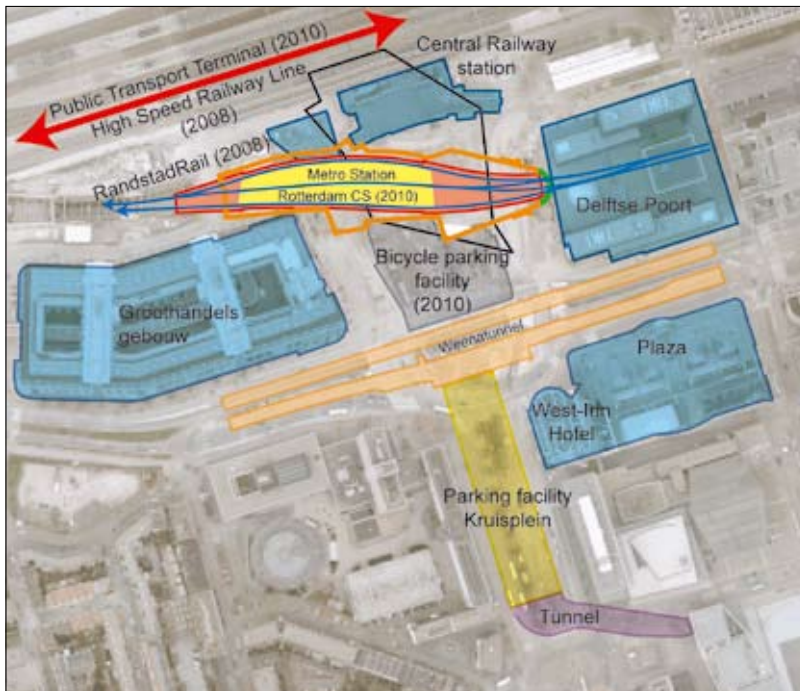 Public Transport Terminal (2010)
High Speed Railway Line
(2008)
Central Railway
station
RandstadRail (2008)
Metro Station
Rotterdam CS (2010)
Delftse Poort
Bicycle parking
facility
(2010)
Groothandels
gebouw
Weenatunnel
Plaza
West-Inn
Hotel
Parking facility
Kruisplein
Tunnel